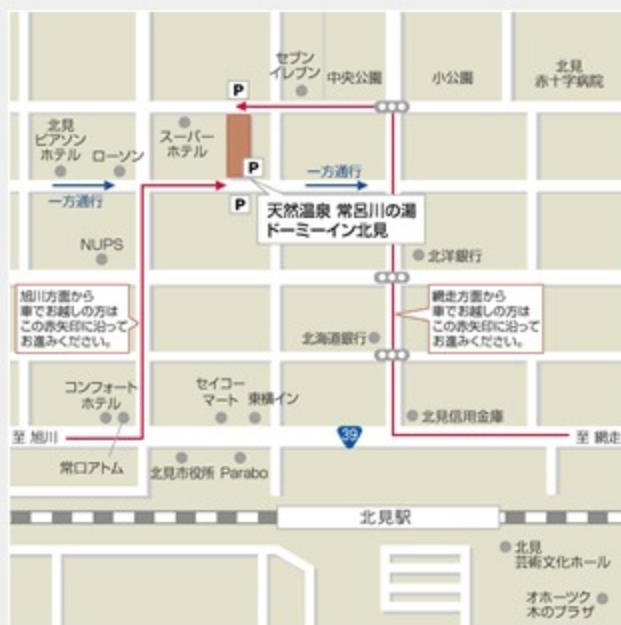 セブン
イレブン
中央公園
小公園
北見
赤十字病院
P
北見
ピアソン
ホテル
ローソン
スーパー
ホテル
P
一方通行
一方通行
P
天然温泉 常呂川の湯
ドーミーイン北見
NUPS
北洋銀行
旭川方面から
車でお越しの方は
この赤矢印に沿って
お進みください。
網走方面から
車でお越しの方は
この赤矢印に沿って
お進みください。
北海道銀行
コンフォート
ホテル
セイコー
マート
東横イン
北見信用金庫
至 旭川
39
至 網走
常口アトム
北見市役所
Parabo
北見駅
北見
芸術文化ホール
オホーツク
木のプラザ